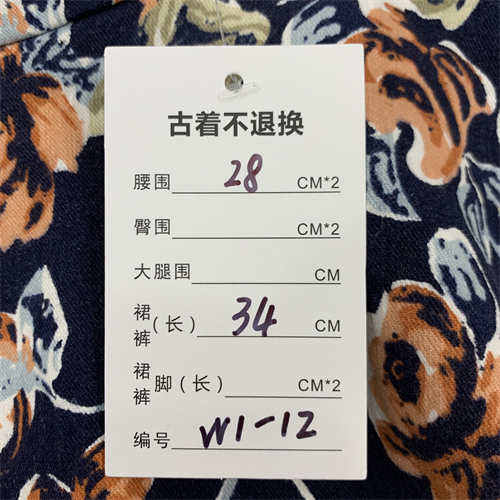 古着不退换
腰围 28 CM*2
臀围 CM*2
大腿围 CM
裙裤(长) 34 CM
裙裤脚(长) CM*2
编号 W1-12